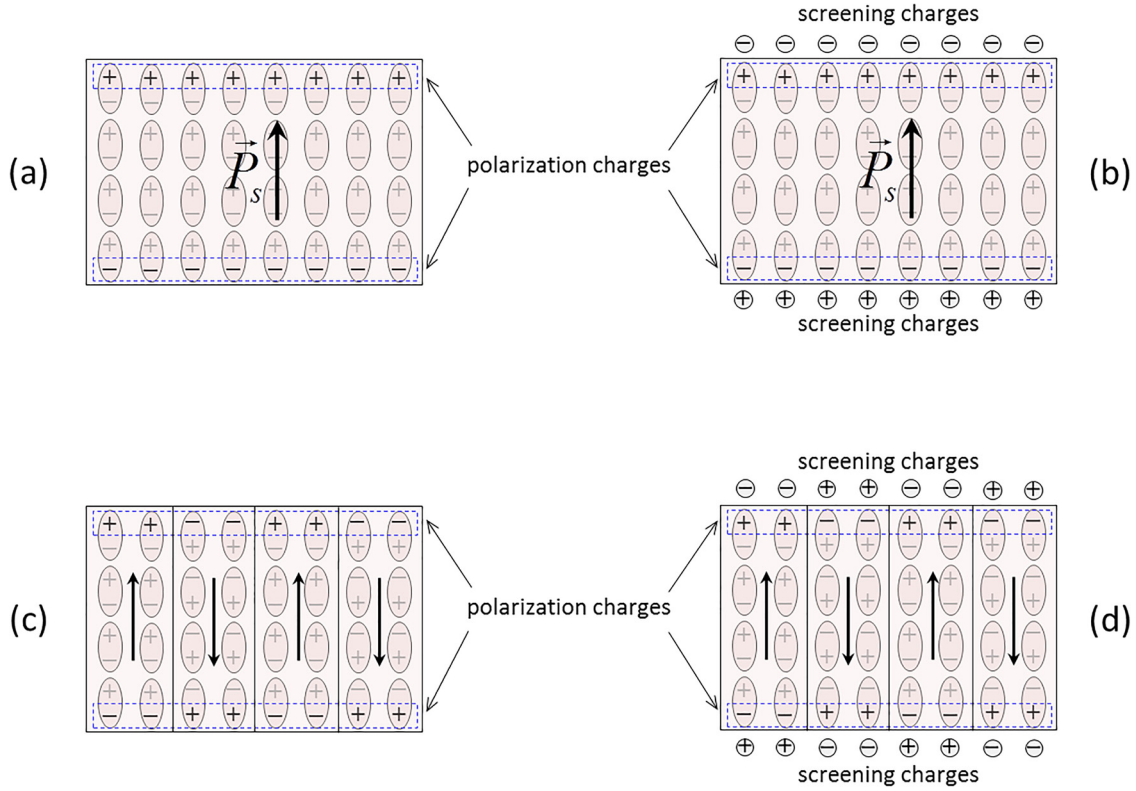 screening charges
⊖ ⊖ ⊖ ⊖ ⊖ ⊖ ⊖ ⊖
+ + + + + + + +
− − − − − − − −
+ + + + + + + +
− − − − − − − −
+ + + + + + + +
− − − − − − − −
+ + + + + + + +
− − − − − − − −
(a)
P⃗s
polarization charges
+ + + + + + + +
− − − − − − − −
+ + + + + + + +
− − − − − − − −
+ + + + + + + +
− − − − − − − −
+ + + + + + + +
− − − − − − − −
P⃗s
(b)
⊕ ⊕ ⊕ ⊕ ⊕ ⊕ ⊕ ⊕
screening charges
screening charges
⊖ ⊖ ⊕ ⊕ ⊖ ⊖ ⊕ ⊕
+ + − − + + − −
− − + + − − + +
+ + − − + + − −
− − + + − − + +
+ + − − + + − −
− − + + − − + +
+ + − − + + − −
− − + + − − + +
(c)
polarization charges
+ + − − + + − −
− − + + − − + +
+ + − − + + − −
− − + + − − + +
+ + − − + + − −
− − + + − − + +
+ + − − + + − −
− − + + − − + +
(d)
⊕ ⊕ ⊖ ⊖ ⊕ ⊕ ⊖ ⊖
screening charges